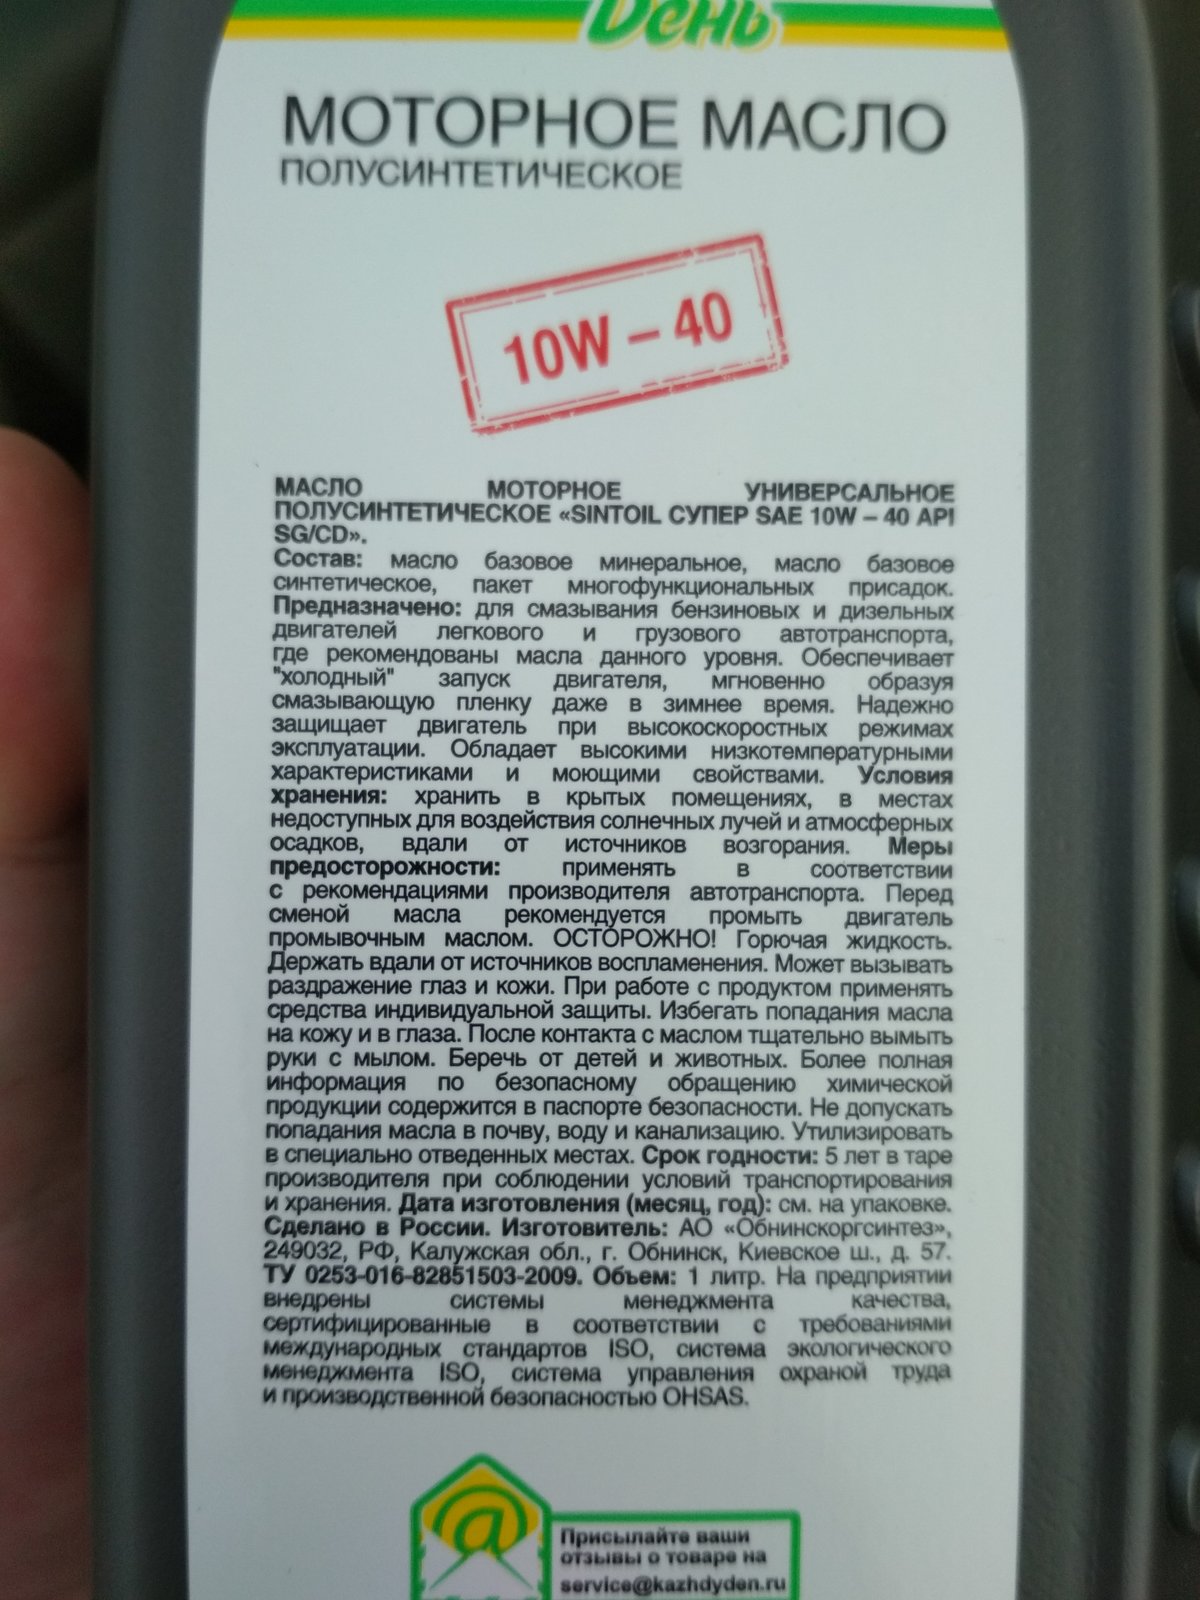 День
МОТОРНОЕ МАСЛО
ПОЛУСИНТЕТИЧЕСКОЕ
10W – 40
МАСЛО МОТОРНОЕ УНИВЕРСАЛЬНОЕ
ПОЛУСИНТЕТИЧЕСКОЕ «SINTOIL СУПЕР SAE 10W – 40 API
SG/CD».
Состав: масло базовое минеральное, масло базовое
синтетическое, пакет многофункциональных присадок.
Предназначено: для смазывания бензиновых и дизельных
двигателей легкового и грузового автотранспорта,
где рекомендованы масла данного уровня. Обеспечивает
"холодный" запуск двигателя, мгновенно образуя
смазывающую пленку даже в зимнее время. Надежно
защищает двигатель при высокоскоростных режимах
эксплуатации. Обладает высокими низкотемпературными
характеристиками и моющими свойствами. Условия
хранения: хранить в крытых помещениях, в местах
недоступных для воздействия солнечных лучей и атмосферных
осадков, вдали от источников возгорания. Меры
предосторожности: применять в соответствии
с рекомендациями производителя автотранспорта. Перед
сменой масла рекомендуется промыть двигатель
промывочным маслом. ОСТОРОЖНО! Горючая жидкость.
Держать вдали от источников воспламенения. Может вызывать
раздражение глаз и кожи. При работе с продуктом применять
средства индивидуальной защиты. Избегать попадания масла
на кожу и в глаза. После контакта с маслом тщательно вымыть
руки с мылом. Беречь от детей и животных. Более полная
информация по безопасному обращению химической
продукции содержится в паспорте безопасности. Не допускать
попадания масла в почву, воду и канализацию. Утилизировать
в специально отведенных местах. Срок годности: 5 лет в таре
производителя при соблюдении условий транспортирования
и хранения. Дата изготовления (месяц, год): см. на упаковке.
Сделано в России. Изготовитель: АО «Обнинскоргсинтез»,
249032, РФ, Калужская обл., г. Обнинск, Киевское ш., д. 57.
ТУ 0253-016-82851503-2009. Объем: 1 литр. На предприятии
внедрены системы менеджмента качества,
сертифицированные в соответствии с требованиями
международных стандартов ISO, система экологического
менеджмента ISO, система управления охраной труда
и производственной безопасностью OHSAS.
@
Присылайте ваши
отзывы о товаре на
service@kazhdyden.ru